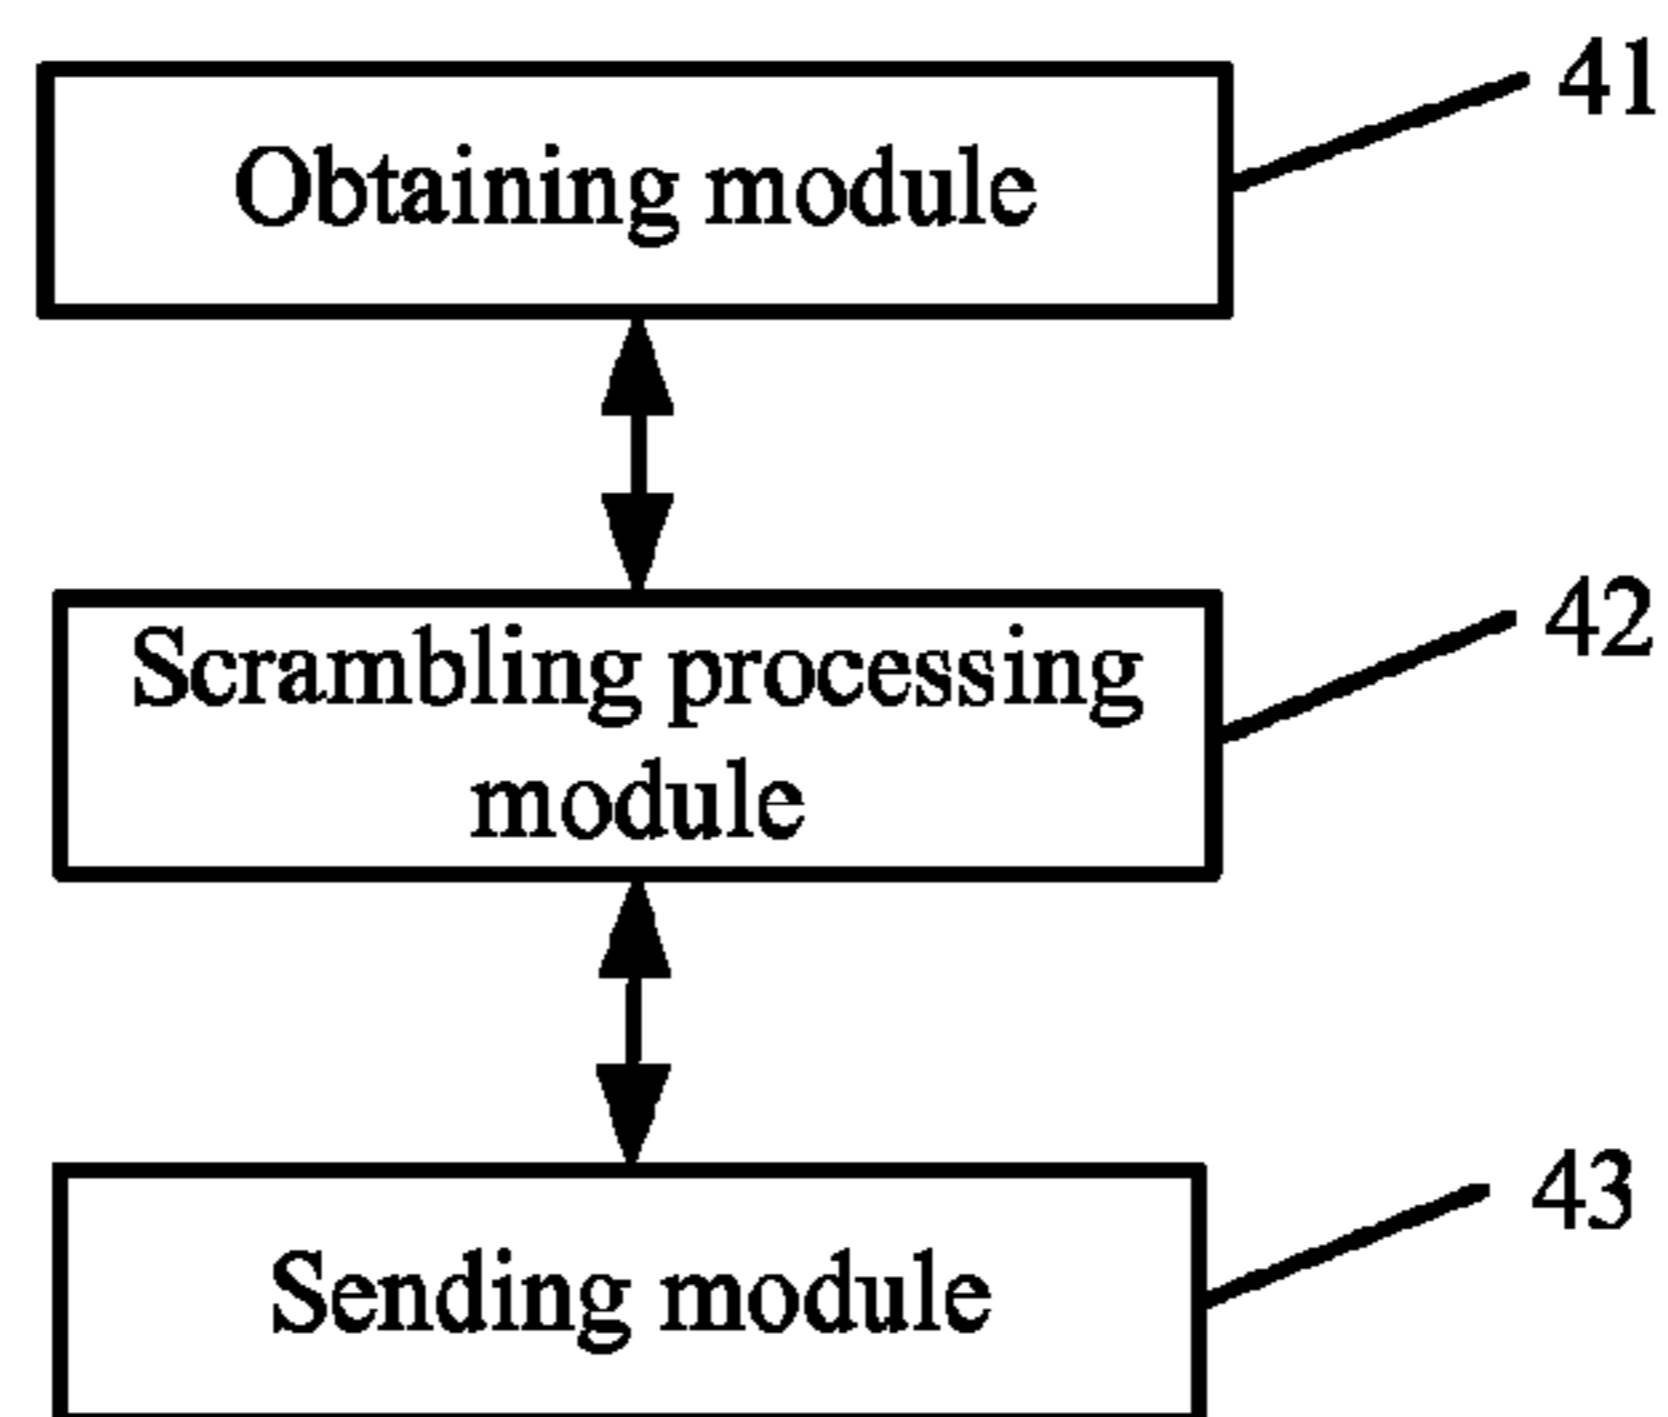 Obtaining module
41
Scrambling processing
module
42
Sending module
43